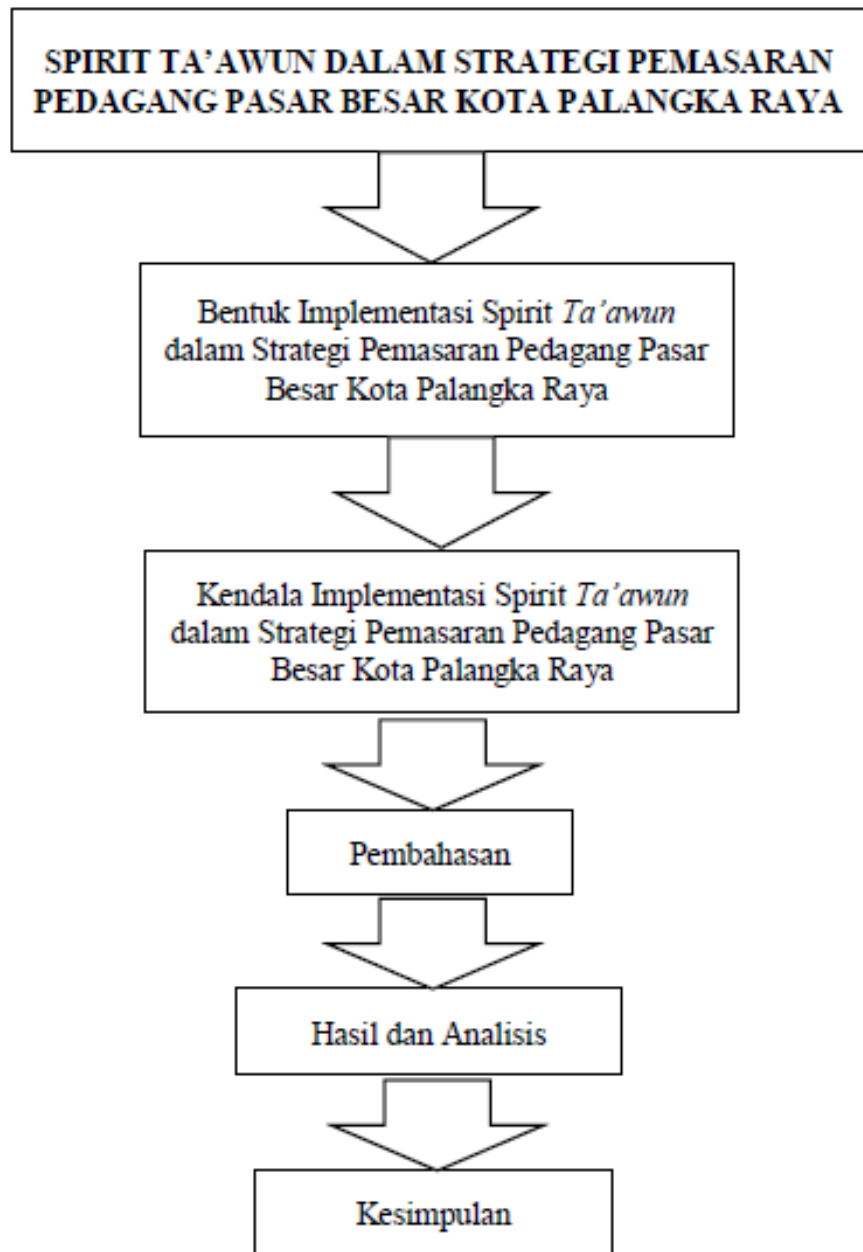 SPIRIT TA’AWUN DALAM STRATEGI PEMASARAN
PEDAGANG PASAR BESAR KOTA PALANGKA RAYA
Bentuk Implementasi Spirit Ta’awun
dalam Strategi Pemasaran Pedagang Pasar
Besar Kota Palangka Raya
Kendala Implementasi Spirit Ta’awun
dalam Strategi Pemasaran Pedagang Pasar
Besar Kota Palangka Raya
Pembahasan
Hasil dan Analisis
Kesimpulan